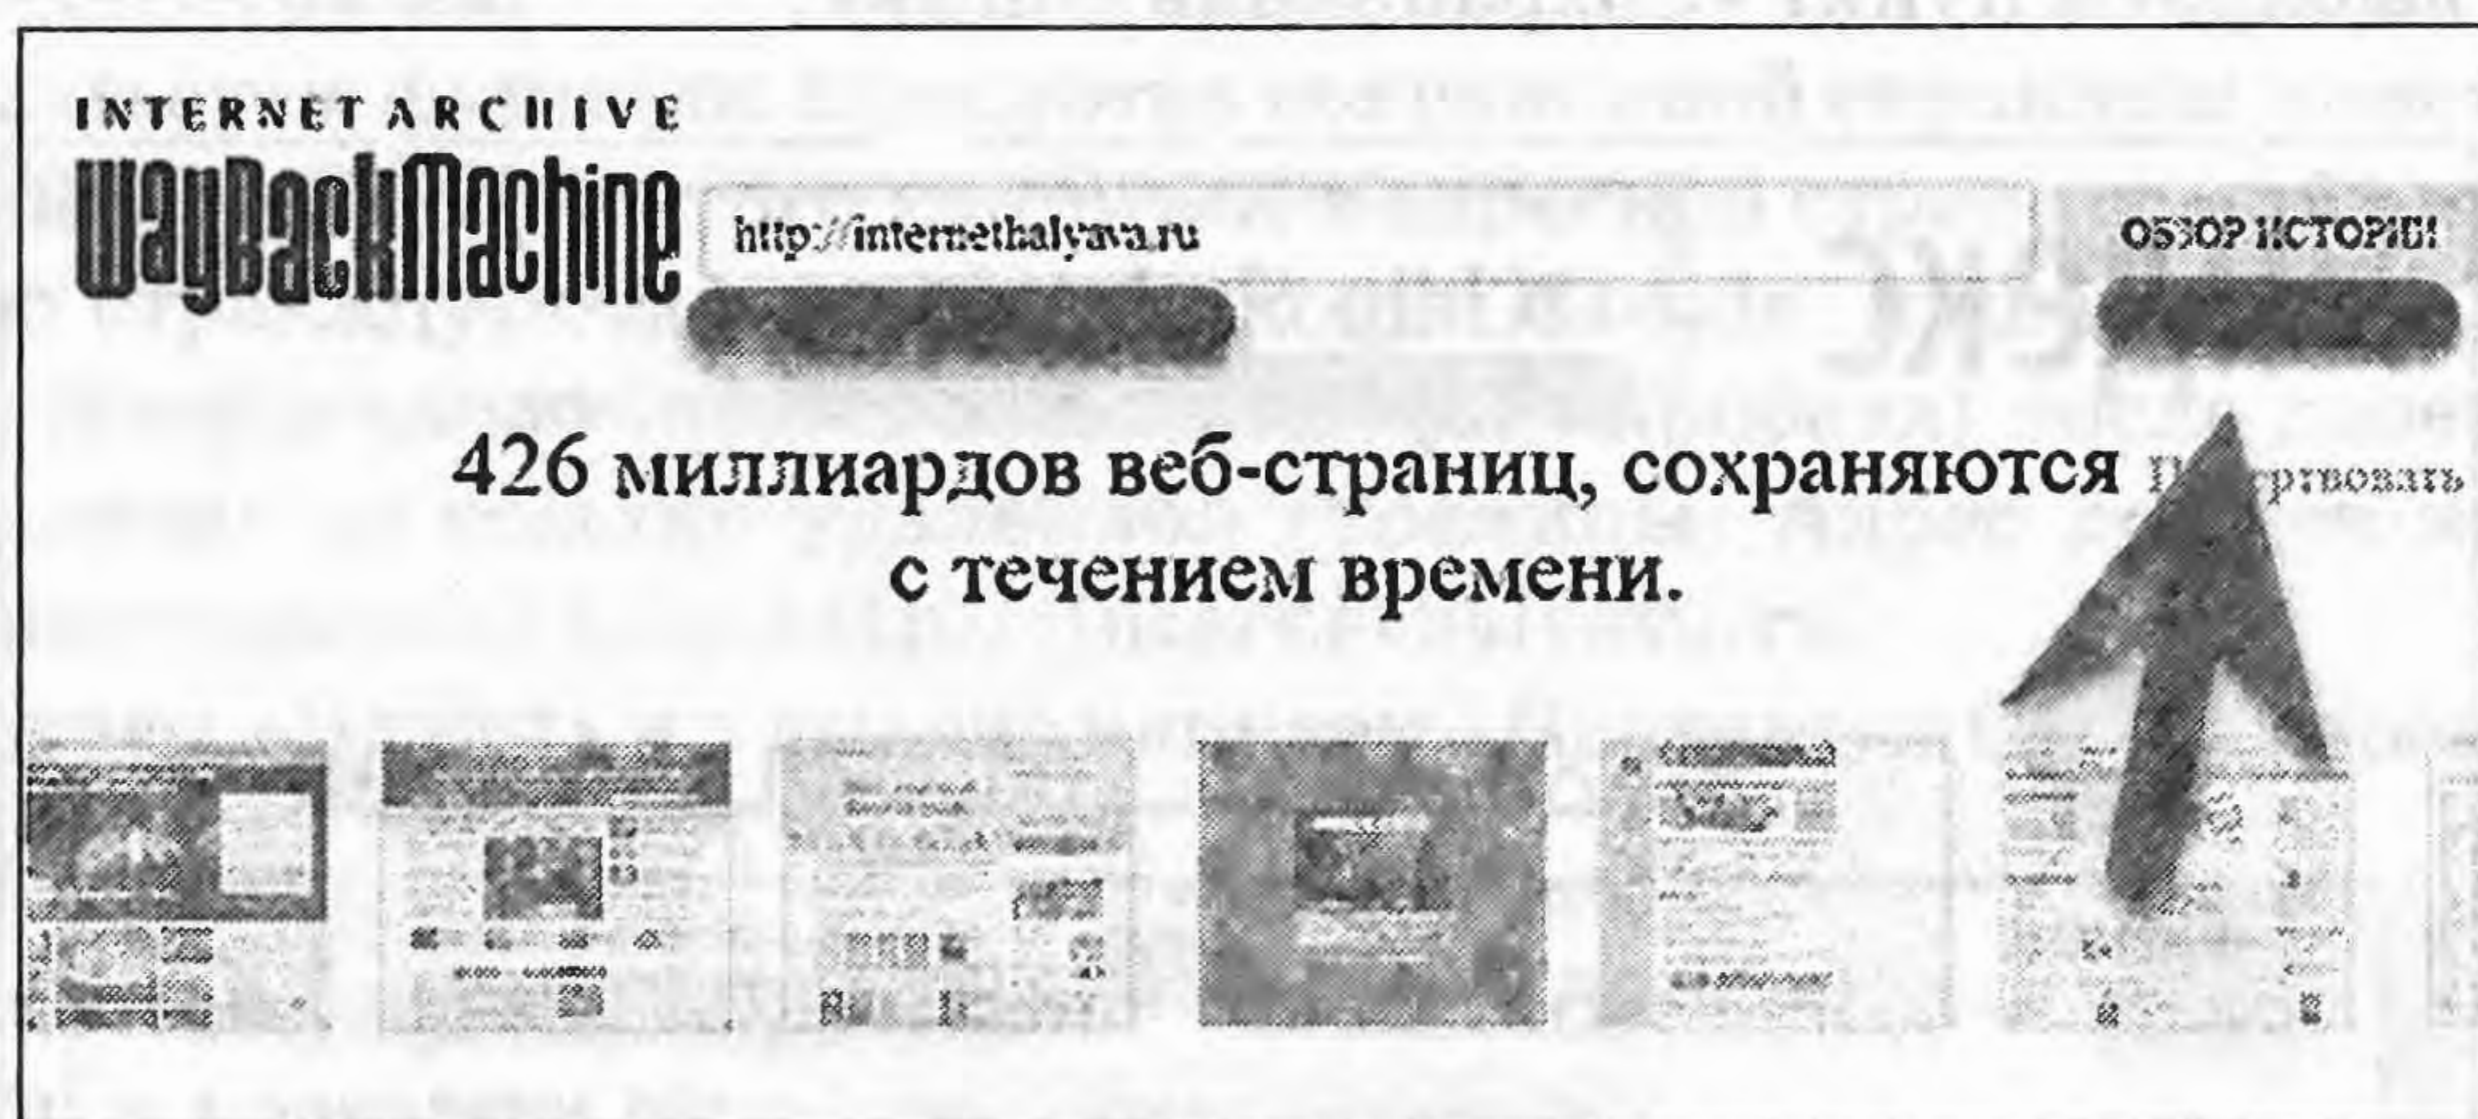 INTERNET ARCHIVE
WayBackMachine
http://internethalyava.ru
ОБЗОР ИСТОРИИ
426 миллиардов веб-страниц, сохраняются
с течением времени.